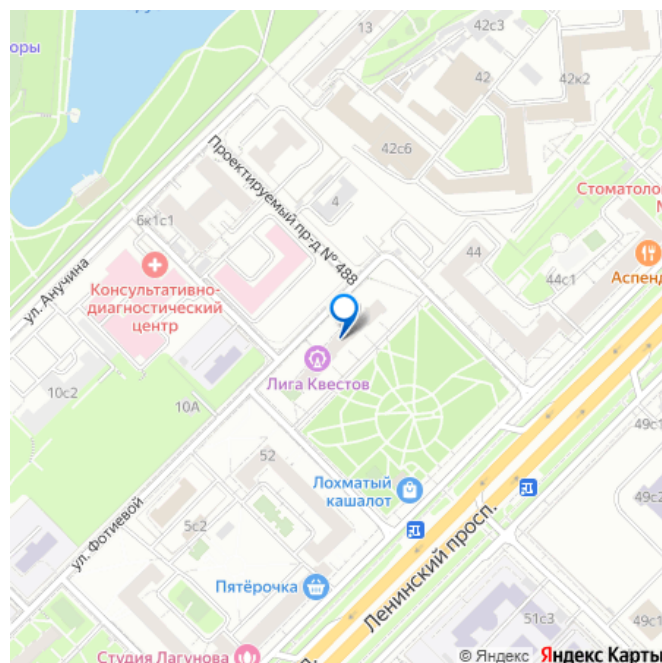 ру
оры
13
42с3
42
42к2
42с6
Проектируемый пр-д № 488
4
Стоматоло
М
6к1с1
44
44с1
Аспенд
ул. Анучина
Консультативно-
диагностический
центр
Лига Квестов
10с2
10А
49с1
52
Лохматый
кашалот
49с2
ул. Фотиевой
5с2
Ленинский просп.
Пятёрочка
51с3
49с1
Студия Лагунова
л.
© Яндекс Яндекс Карты